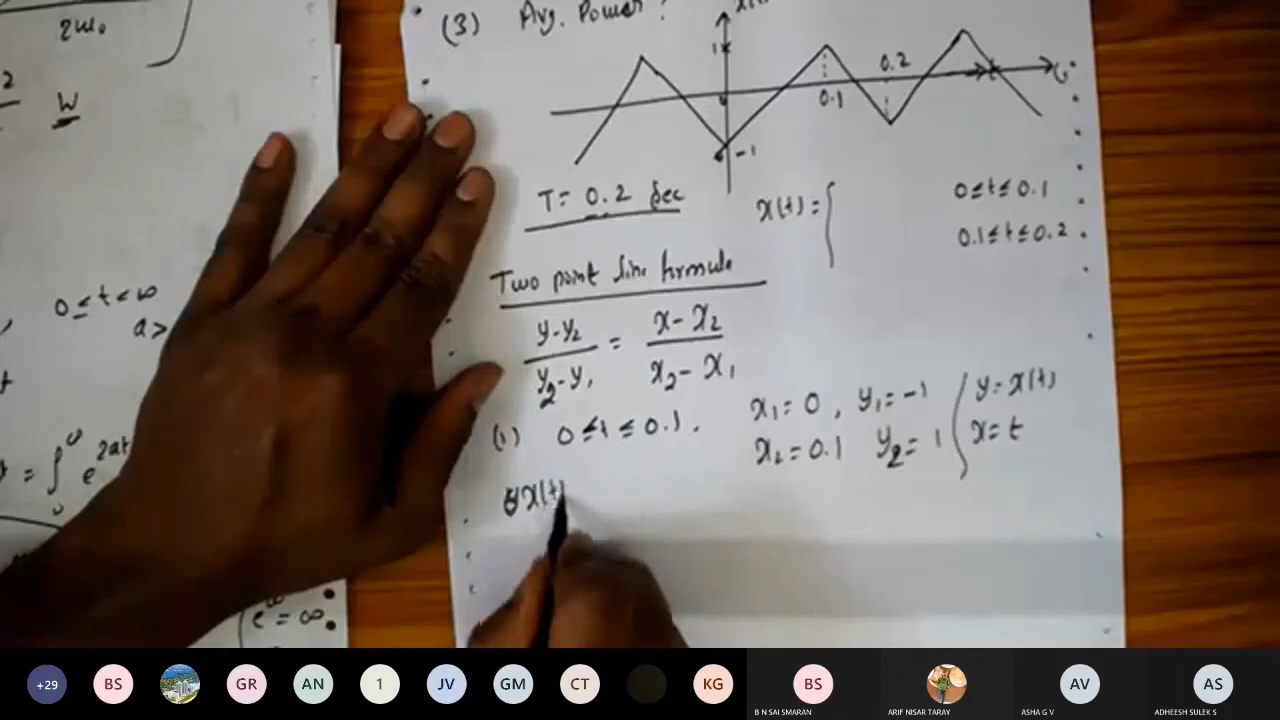 2ω₀
2
W
0 ≤ t < ∞
a >
= ∫₀^∞ e^2at
e^∞ = ∞
(3) Avg. Power ?
1
0.1
0.2
-1
T = 0.2 Sec
x(t) = {
0 ≤ t ≤ 0.1
0.1 ≤ t ≤ 0.2
Two point line formula
y-y₂ / y₂-y₁ = x-x₂ / x₂-x₁
(1) 0 ≤ t ≤ 0.1 .
x₁ = 0 , y₁ = -1
x₂ = 0.1 y₂ = 1
y = x(t)
x = t
x(t)
+29 BS GR AN 1 JV GM CT KG BS AV AS
B N SAI SMARAN ARIF NISAR TARAY ASHA G V ADHEESH SULEK S